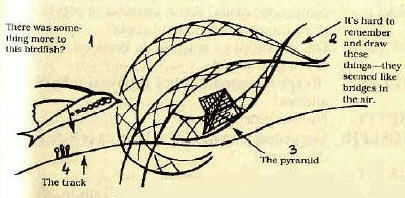 There was some-
thing more to
this birdfish?
1
It's hard to
remember
and draw
these
things—they
seemed like
bridges in
the air.
2
3
The pyramid
4
The track